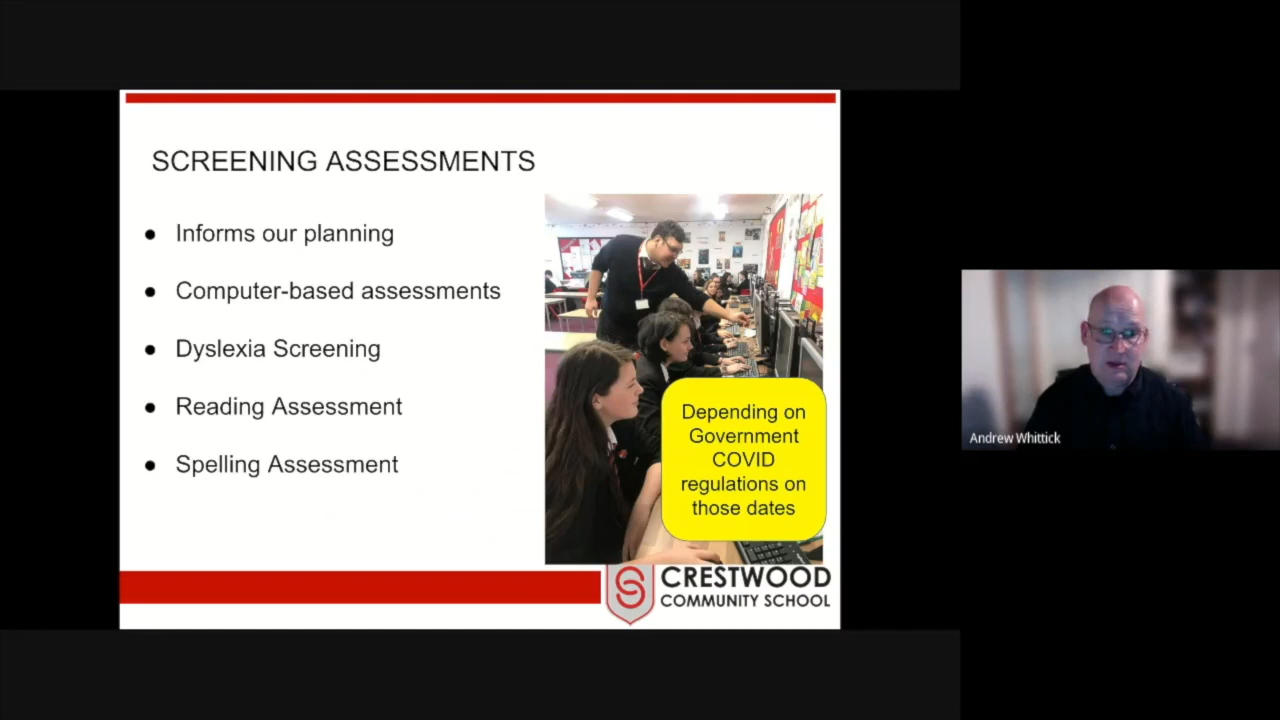 SCREENING ASSESSMENTS
Informs our planning
Computer-based assessments
Dyslexia Screening
Reading Assessment
Spelling Assessment
Depending on
Government
COVID
regulations on
those dates
CRESTWOOD
COMMUNITY SCHOOL
Andrew Whittick